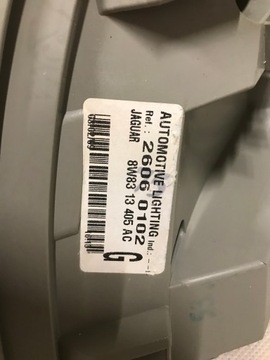 AUTOMOTIVE LIGHTING
Ref.: 2606 0102 Ind.: --
JAGUAR 8W83 13 405 AC
G